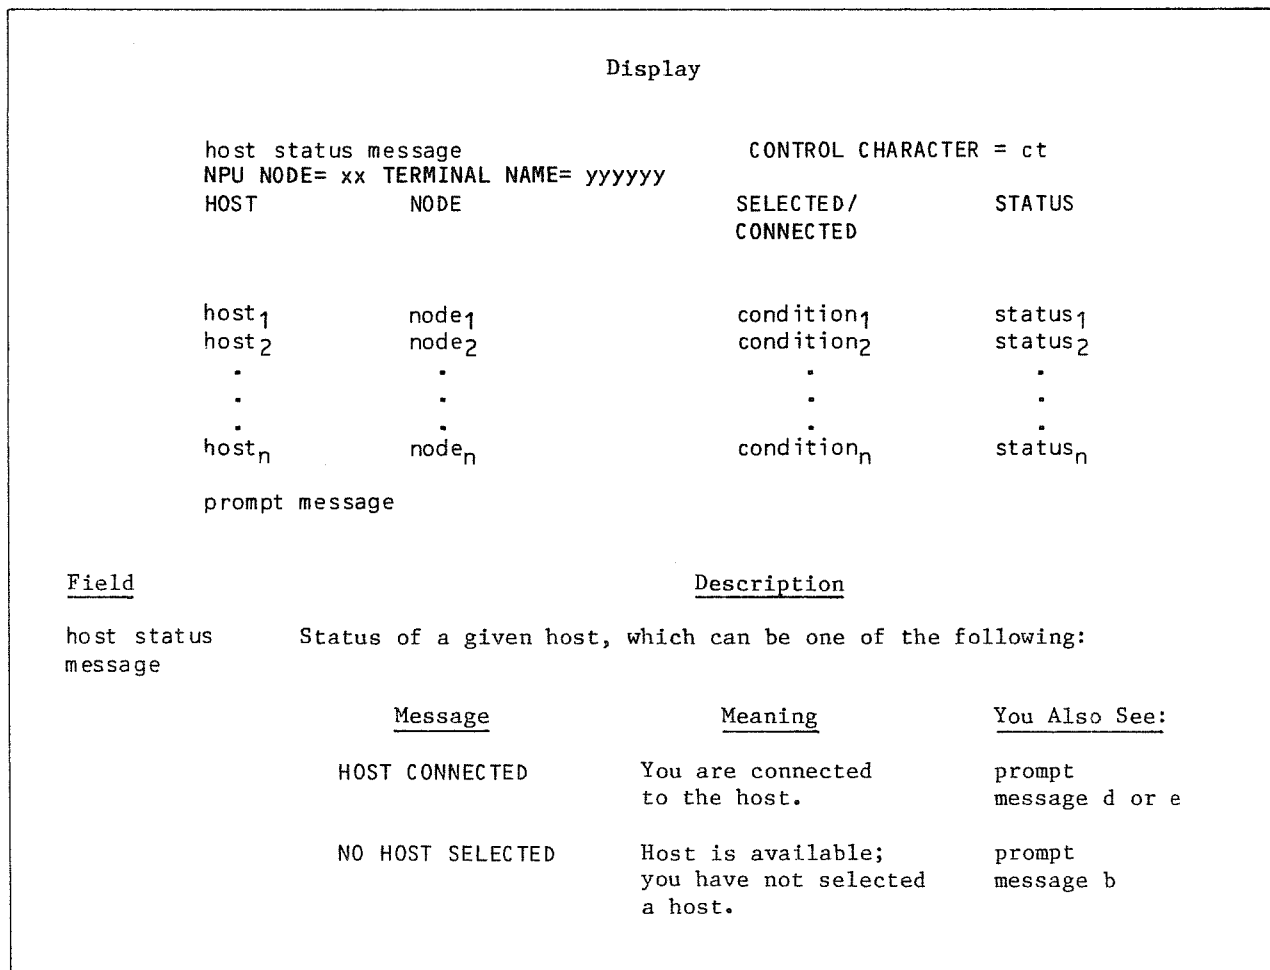 Display
host status message CONTROL CHARACTER = ct
NPU NODE= xx TERMINAL NAME= yyyyyy
HOST NODE SELECTED/ STATUS
CONNECTED
host1 node1 condition1 status1
host2 node2 condition2 status2
. . . .
. . . .
. . . .
hostn noden conditionn statusn
prompt message
Field Description
host status Status of a given host, which can be one of the following:
message
Message Meaning You Also See:
HOST CONNECTED You are connected prompt
to the host. message d or e
NO HOST SELECTED Host is available; prompt
you have not selected message b
a host.